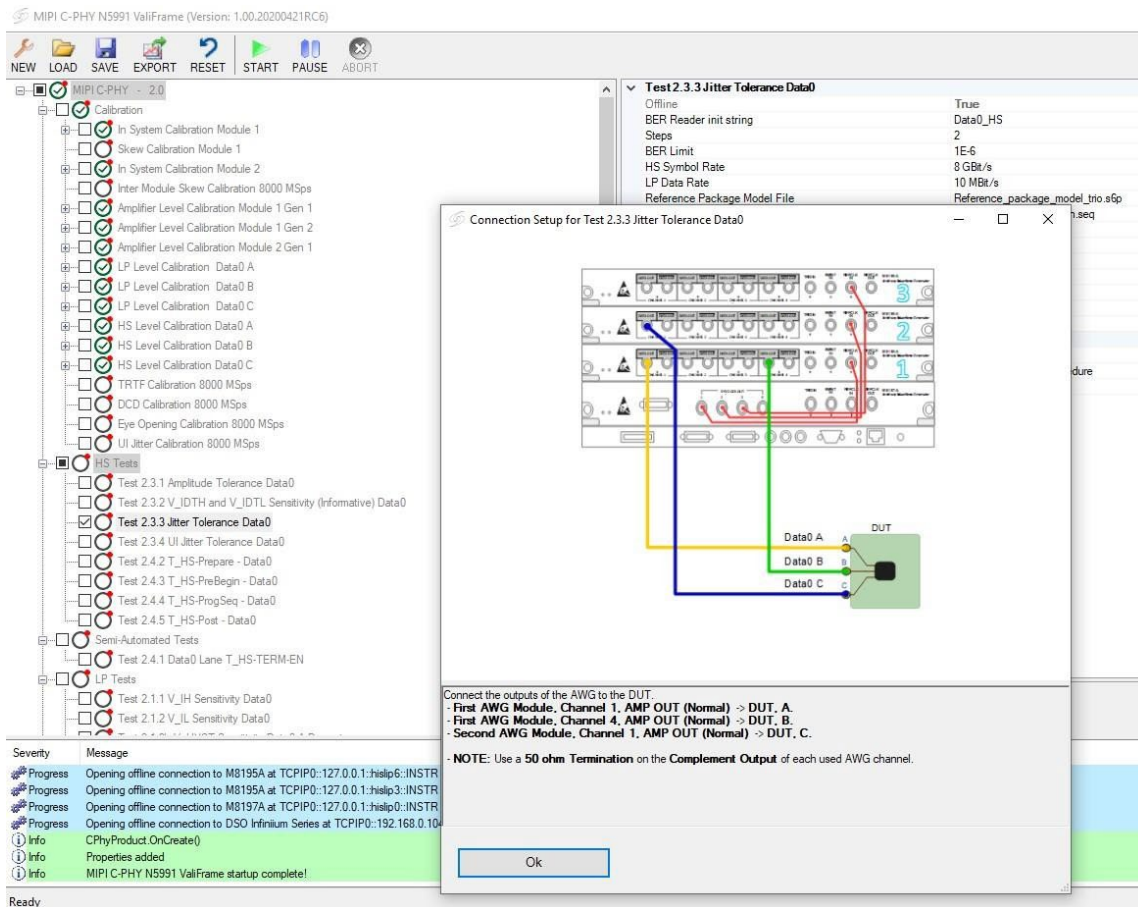 MIPI C-PHY N5991 ValiFrame (Version: 1.00.20200421RC6)
NEW LOAD SAVE EXPORT RESET START PAUSE ABORT
MIPI C-PHY - 2.0
Calibration
In System Calibration Module 1
Skew Calibration Module 1
In System Calibration Module 2
Inter Module Skew Calibration 8000 MSps
Amplifier Level Calibration Module 1 Gen 1
Amplifier Level Calibration Module 1 Gen 2
Amplifier Level Calibration Module 2 Gen 1
LP Level Calibration Data0 A
LP Level Calibration Data0 B
LP Level Calibration Data0 C
HS Level Calibration Data0 A
HS Level Calibration Data0 B
HS Level Calibration Data0 C
TRTF Calibration 8000 MSps
DCD Calibration 8000 MSps
Eye Opening Calibration 8000 MSps
UI Jitter Calibration 8000 MSps
HS Tests
Test 2.3.1 Amplitude Tolerance Data0
Test 2.3.2 V_IDTH and V_IDTL Sensitivity (Informative) Data0
Test 2.3.3 Jitter Tolerance Data0
Test 2.3.4 UI Jitter Tolerance Data0
Test 2.4.2 T_HS-Prepare - Data0
Test 2.4.3 T_HS-PreBegin - Data0
Test 2.4.4 T_HS-ProgSeq - Data0
Test 2.4.5 T_HS-Post - Data0
Semi-Automated Tests
Test 2.4.1 Data0 Lane T_HS-TERM-EN
LP Tests
Test 2.1.1 V_IH Sensitivity Data0
Test 2.1.2 V_IL Sensitivity Data0
Test 2.3.3 Jitter Tolerance Data0
Offline True
BER Reader init string Data0_HS
Steps 2
BER Limit 1E-6
HS Symbol Rate 8 GBit/s
LP Data Rate 10 MBit/s
Reference Package Model File Reference_package_model_trio.s6p
n.seq
edure
Connection Setup for Test 2.3.3 Jitter Tolerance Data0
3
2
1
DUT
Data0 A A
Data0 B B
Data0 C C
Connect the outputs of the AWG to the DUT.
- First AWG Module, Channel 1, AMP OUT (Normal) -> DUT, A.
- First AWG Module, Channel 4, AMP OUT (Normal) -> DUT, B.
- Second AWG Module, Channel 1, AMP OUT (Normal) -> DUT, C.
- NOTE: Use a 50 ohm Termination on the Complement Output of each used AWG channel.
Ok
Severity Message
Progress Opening offline connection to M8195A at TCPIP0::127.0.0.1::hislip6::INSTR
Progress Opening offline connection to M8195A at TCPIP0::127.0.0.1::hislip3::INSTR
Progress Opening offline connection to M8197A at TCPIP0::127.0.0.1::hislip0::INSTR
Progress Opening offline connection to DSO Infiniium Series at TCPIP0::192.168.0.10
Info CPhyProduct.OnCreate()
Info Properties added
Info MIPI C-PHY N5991 ValiFrame startup complete!
Ready